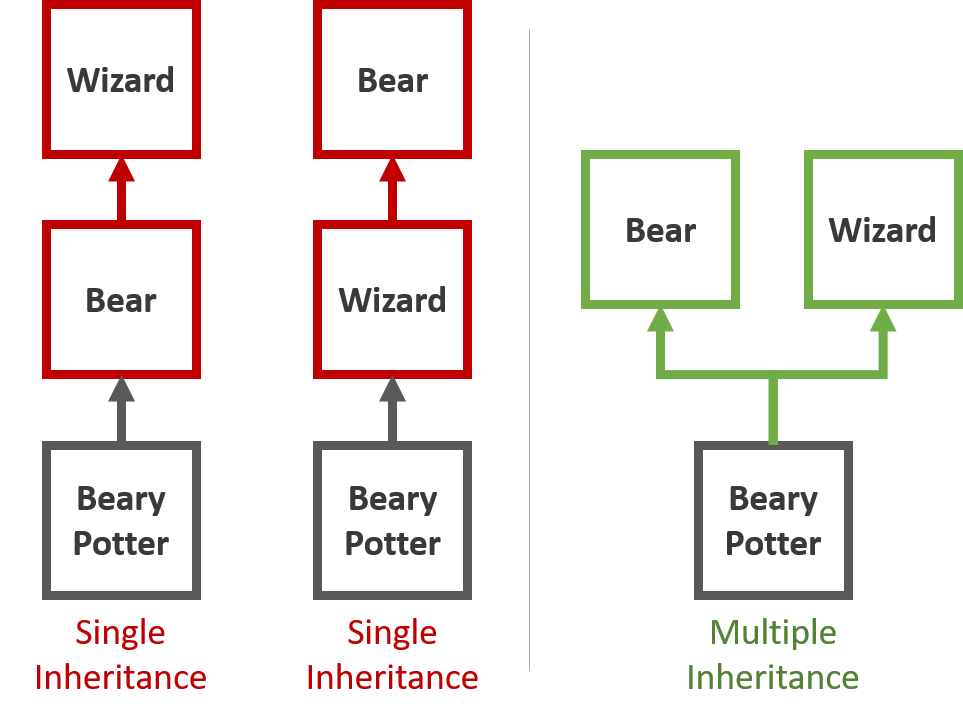 Wizard
Bear
Beary
Potter
Single
Inheritance
Bear
Wizard
Beary
Potter
Single
Inheritance
Bear
Wizard
Beary
Potter
Multiple
Inheritance